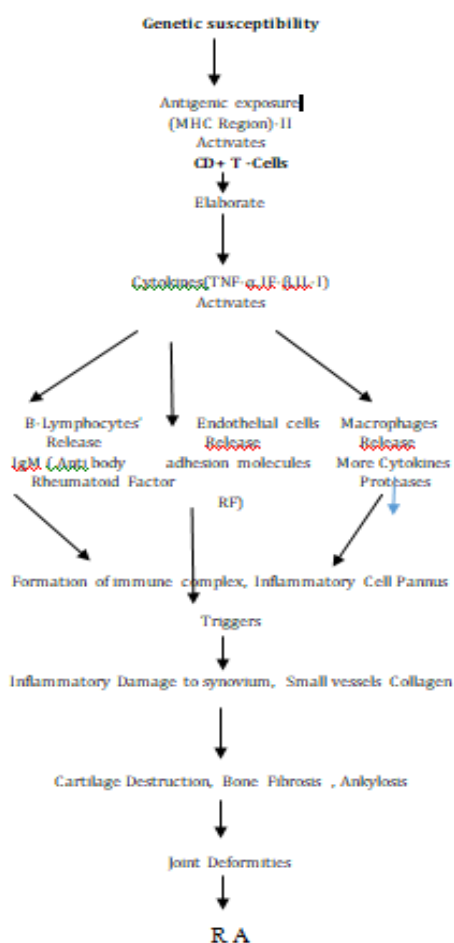 Genetic susceptibility
Antigenic exposure
(MHC Region)-II
Activates
CD+ T -Cells
Elaborate
Cytokines(TNF-α,IF-β,IL-I)
Activates
B-Lymphocytes' Endothelial cells Macrophages
Release Release Release
IgM ( Anti body adhesion molecules More Cytokines
Rheumatoid Factor Proteases
RF)
Formation of immune complex, Inflammatory Cell Pannus
Triggers
Inflammatory Damage to synovium, Small vessels Collagen
Cartilage Destruction, Bone Fibrosis , Ankylosis
Joint Deformities
R A